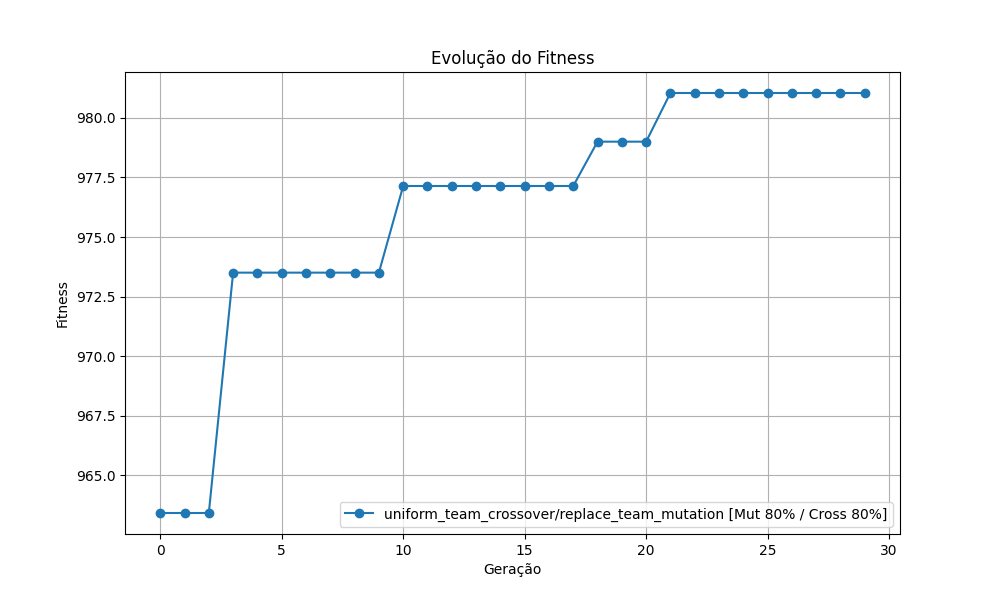 Evolução do Fitness
Fitness
980.0
977.5
975.0
972.5
970.0
967.5
965.0
uniform_team_crossover/replace_team_mutation [Mut 80% / Cross 80%]
0 5 10 15 20 25 30
Geração